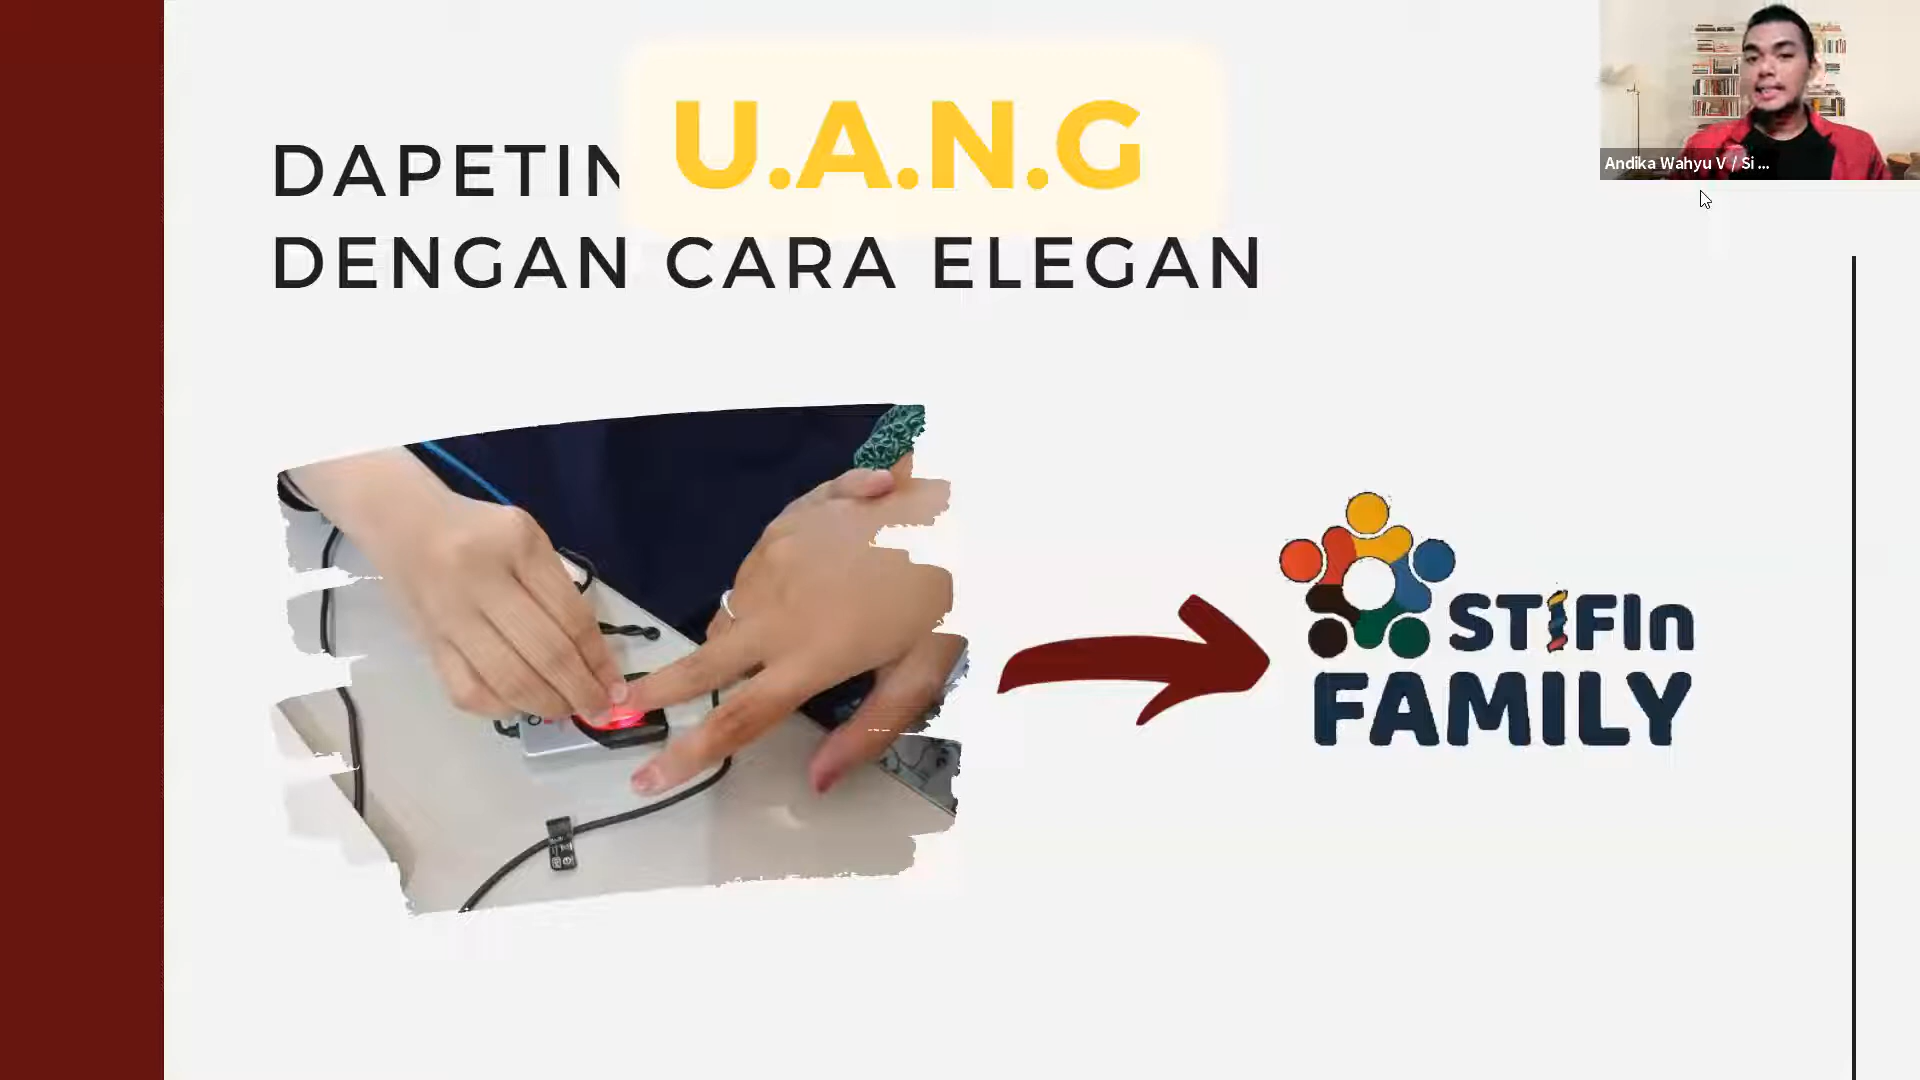 DAPETIN U.A.N.G
DENGAN CARA ELEGAN
Andika Wahyu V / Si ...
STIFIn
FAMILY